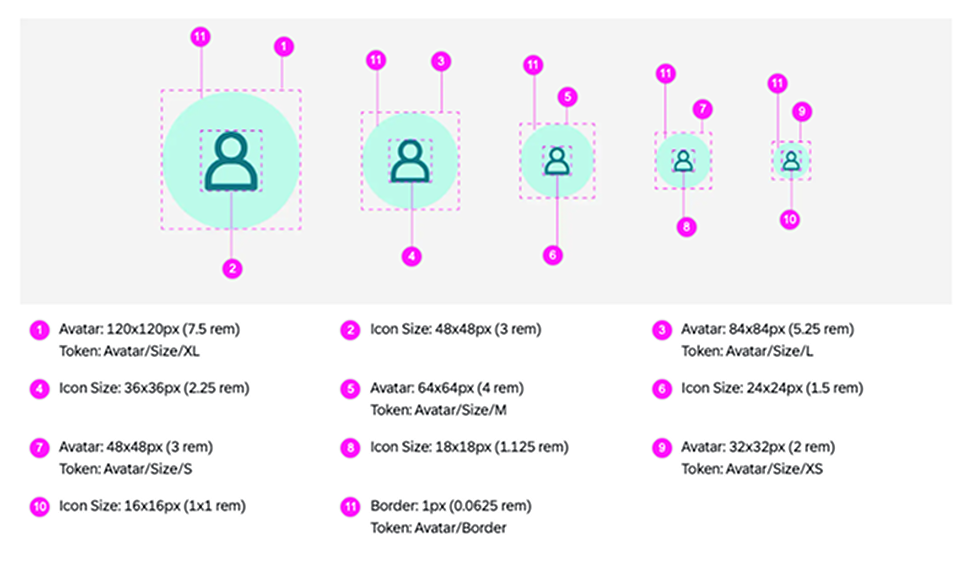 11
1
11
3
11
5
11
7
11
9
2
4
6
8
10
1 Avatar: 120x120px (7.5 rem)
Token: Avatar/Size/XL
2 Icon Size: 48x48px (3 rem)
3 Avatar: 84x84px (5.25 rem)
Token: Avatar/Size/L
4 Icon Size: 36x36px (2.25 rem)
5 Avatar: 64x64px (4 rem)
Token: Avatar/Size/M
6 Icon Size: 24x24px (1.5 rem)
7 Avatar: 48x48px (3 rem)
Token: Avatar/Size/S
8 Icon Size: 18x18px (1.125 rem)
9 Avatar: 32x32px (2 rem)
Token: Avatar/Size/XS
10 Icon Size: 16x16px (1x1 rem)
11 Border: 1px (0.0625 rem)
Token: Avatar/Border